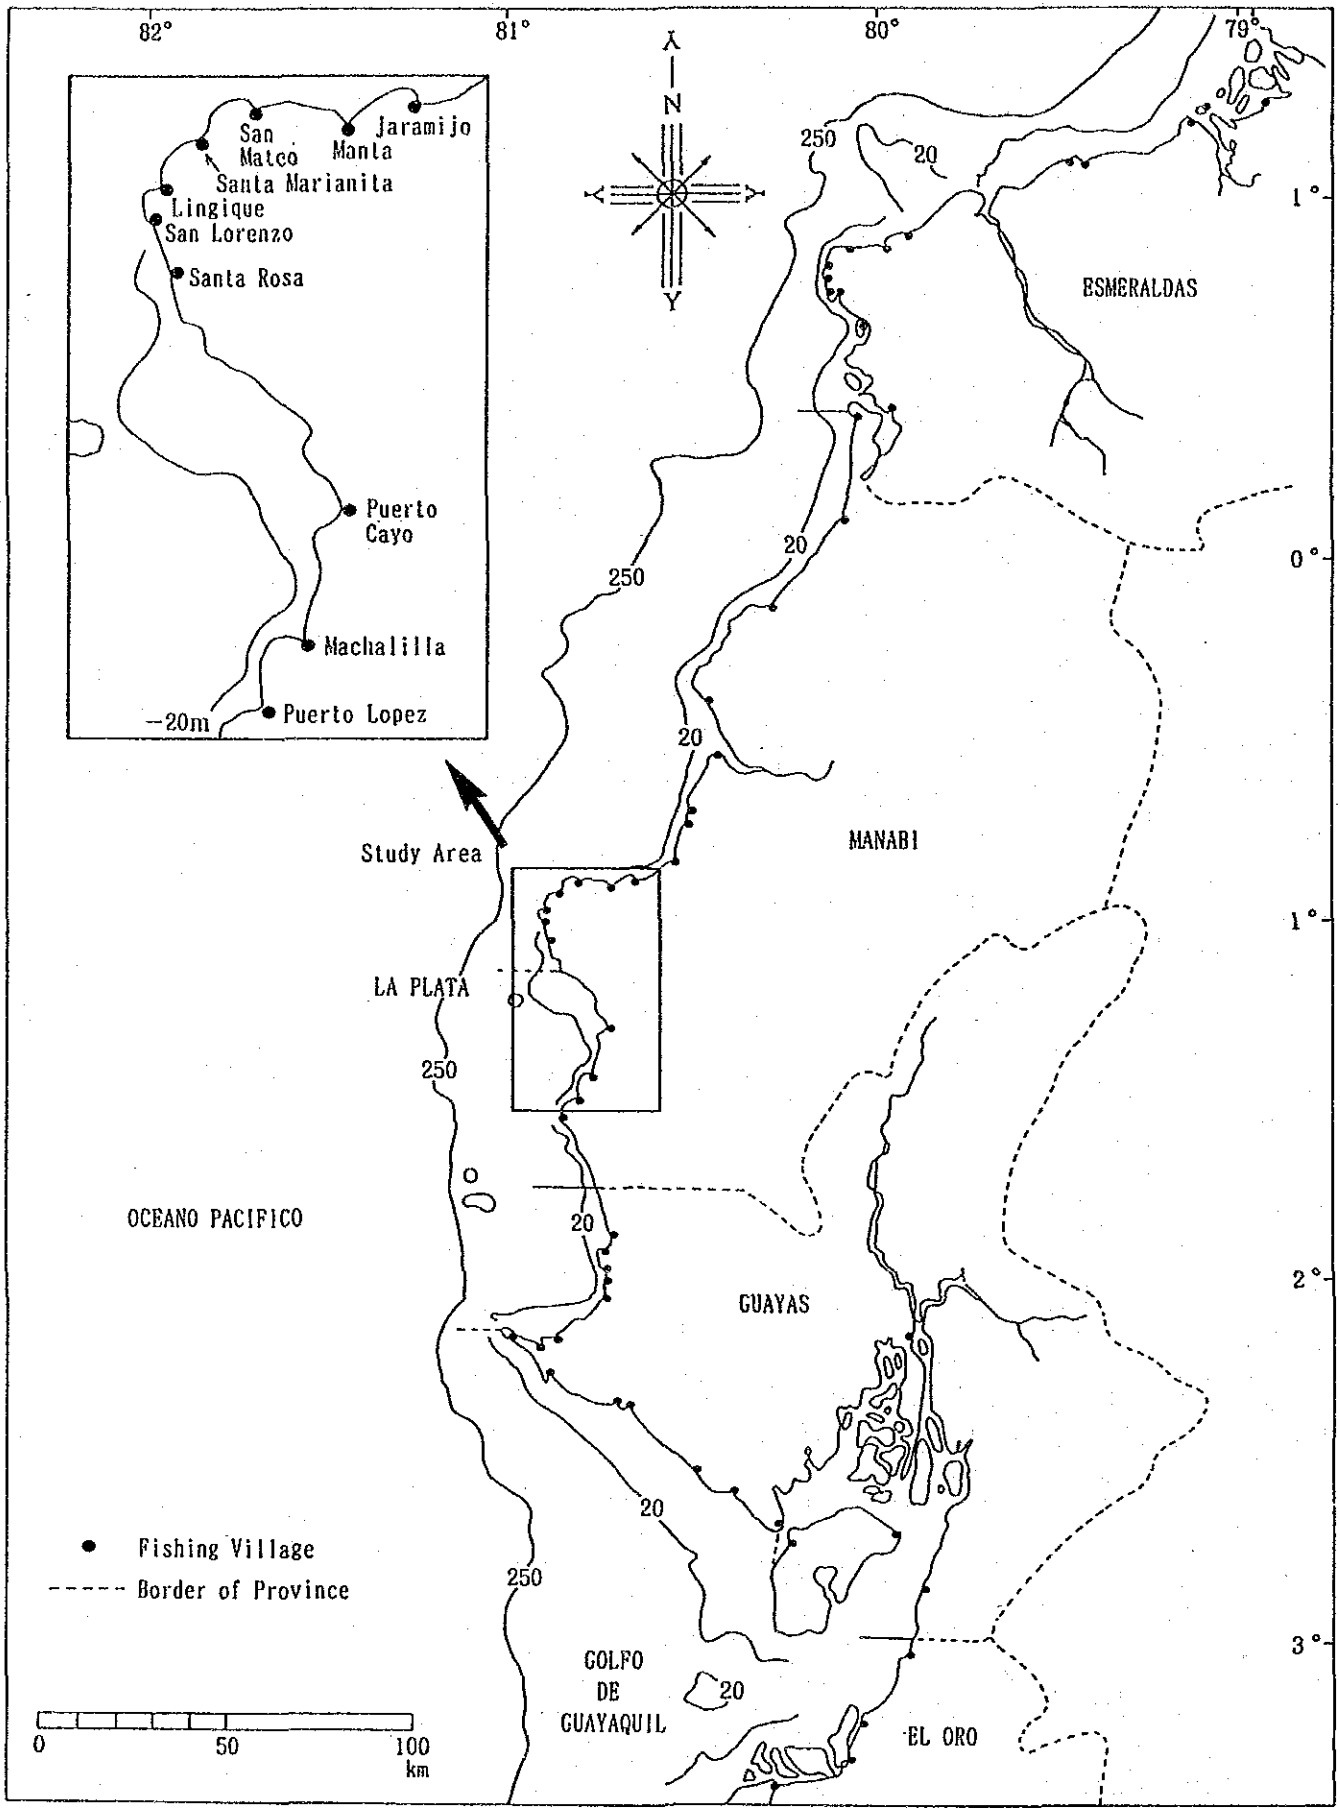 82°
81°
80°
79°
N
San
Mateo
Manta
Jaramijo
Santa Marianita
Lingique
San Lorenzo
Santa Rosa
Puerto
Cayo
Machalilla
Puerto Lopez
-20m
250
20
1°
ESMERALDAS
20
0°
250
20
Study Area
MANABI
1°
LA PLATA
250
OCEANO PACIFICO
20
2°
GUAYAS
20
Fishing Village
250
Border of Province
3°
GOLFO
DE
GUAYAQUIL
20
EL ORO
0
50
100
km